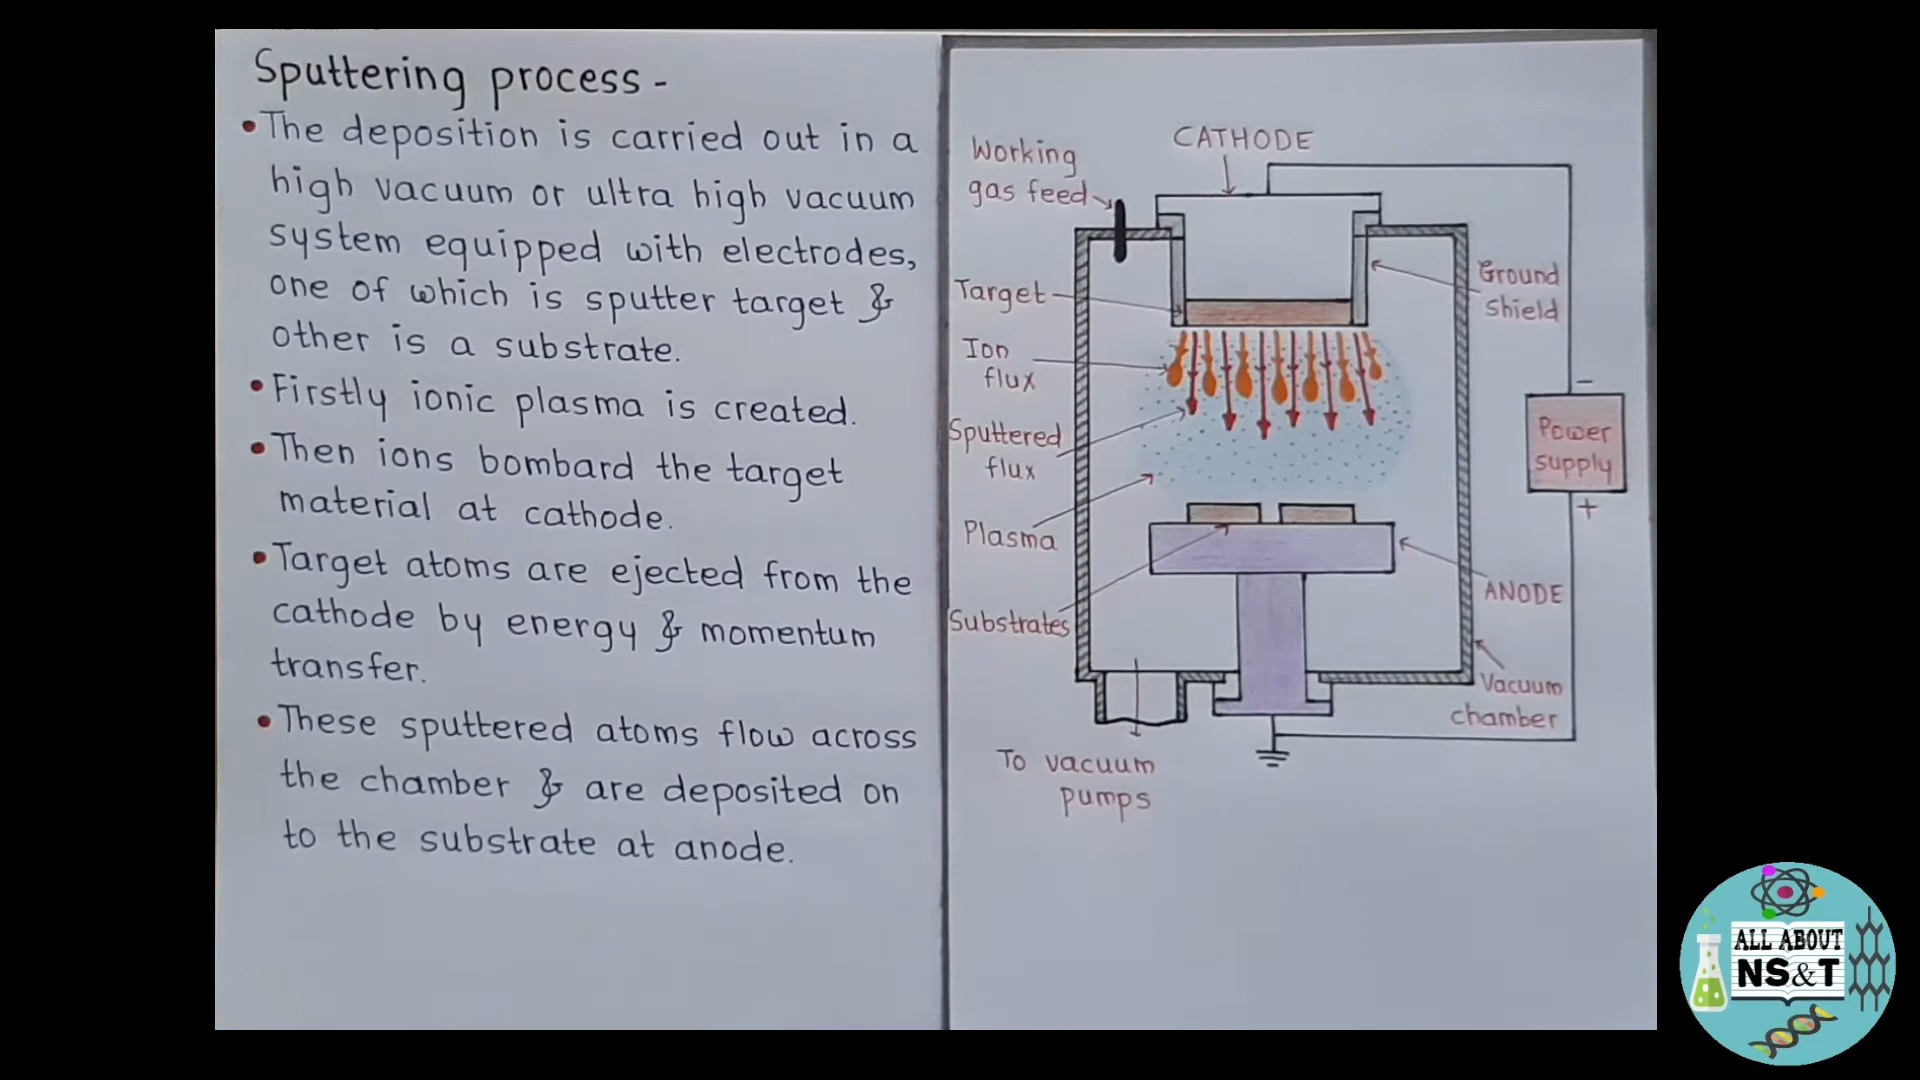 Sputtering process -
• The deposition is carried out in a
high vacuum or ultra high vacuum
system equipped with electrodes,
one of which is sputter target &
other is a substrate.
• Firstly ionic plasma is created.
• Then ions bombard the target
material at cathode.
• Target atoms are ejected from the
cathode by energy & momentum
transfer.
• These sputtered atoms flow across
the chamber & are deposited on
to the substrate at anode.
CATHODE
Working
gas feed
Target
Ion
flux
Sputtered
flux
Plasma
Substrates
To vacuum
pumps
Ground
shield
-
Power
supply
+
ANODE
Vacuum
chamber
ALL ABOUT
NS&T